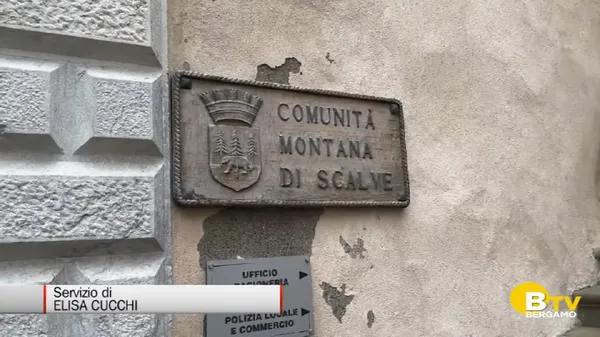 COMUNITÀ
MONTANA
DI SCALVE
UFFICIO
RAGIONERIA
POLIZIA LOCALE
E COMMERCIO
Servizio di
ELISA CUCCHI
BTV
BERGAMO